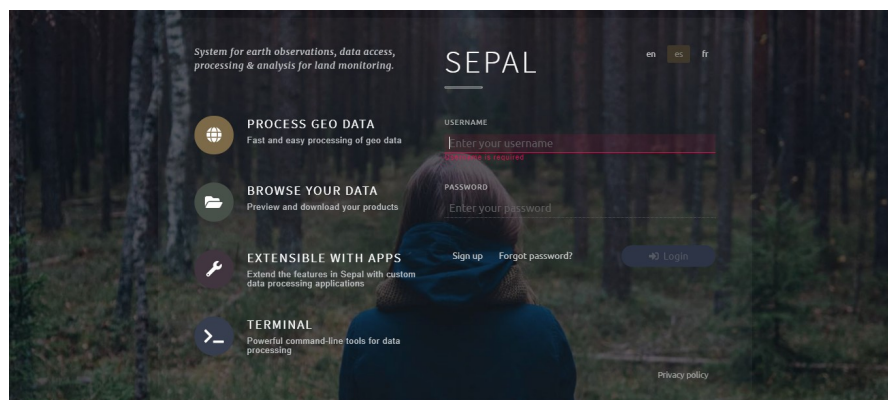 System for earth observations, data access,
processing & analysis for land monitoring.
SEPAL
en es fr
PROCESS GEO DATA
Fast and easy processing of geo data
BROWSE YOUR DATA
Preview and download your products
EXTENSIBLE WITH APPS
Extend the features in Sepal with custom
data processing applications
TERMINAL
Powerful command-line tools for data
processing
USERNAME
Enter your username
Username is required
PASSWORD
Enter your password
Sign up Forgot password? Login
Privacy policy